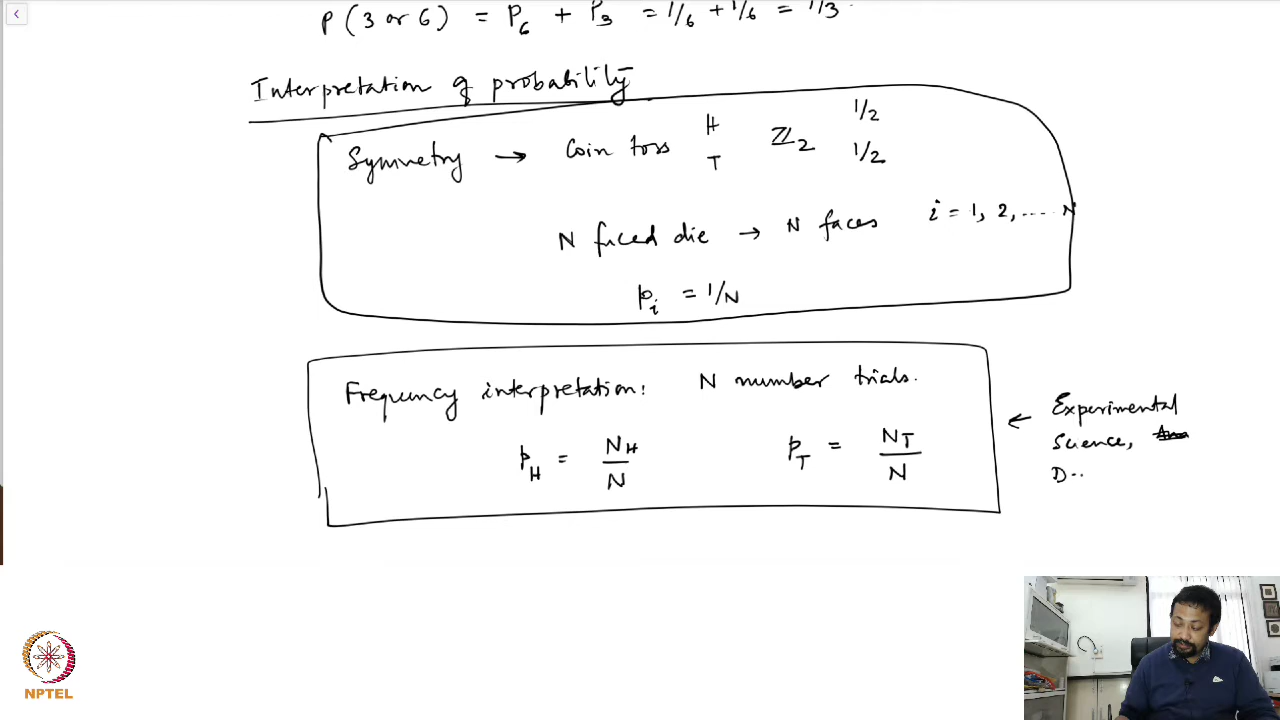 P (3 or 6) = P6 + P3 = 1/6 + 1/6 = 1/3.
Interpretation of probability
Symmetry → Coin toss H T ℤ2 1/2 1/2
N faced die → N faces i = 1, 2, .... N
pi = 1/N
Frequency interpretation: N number trials.
pH = NH/N pT = NT/N
← Experimental
Science,
D..
NPTEL